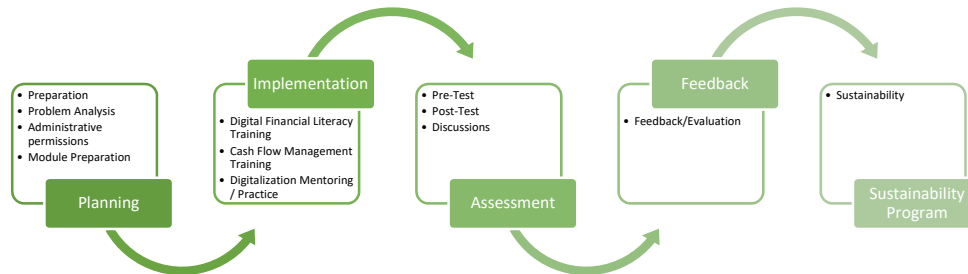 • Preparation
• Problem Analysis
• Administrative
permissions
• Module Preparation
Planning
Implementation
• Digital Financial Literacy
Training
• Cash Flow Management
Training
• Digitalization Mentoring
/ Practice
• Pre-Test
• Post-Test
• Discussions
Assessment
Feedback
• Feedback/Evaluation
• Sustainability
Sustainability
Program